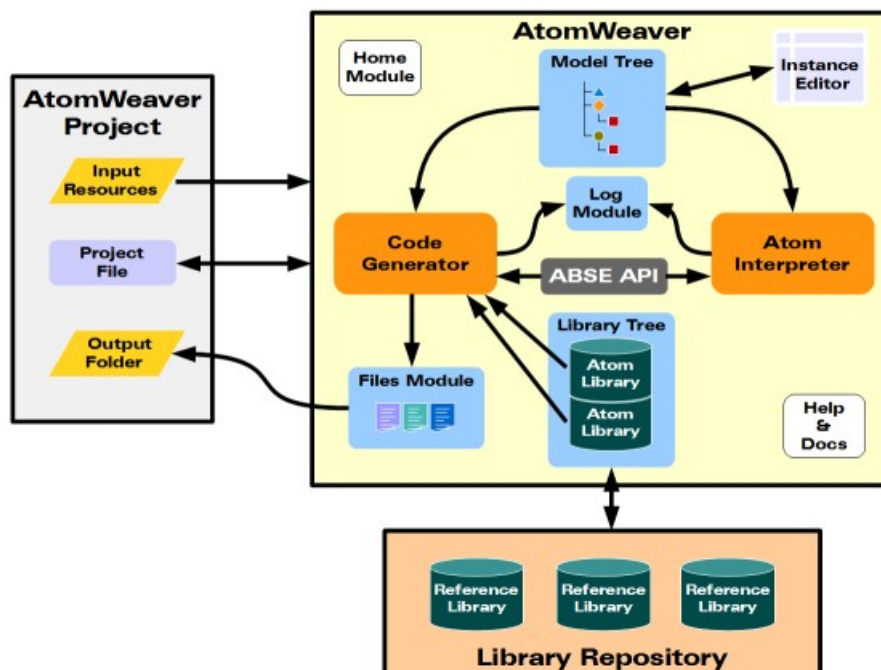 AtomWeaver
Home
Module
Model Tree
Instance
Editor
AtomWeaver
Project
Input
Resources
Project
File
Output
Folder
Log
Module
Code
Generator
Atom
Interpreter
ABSE API
Library Tree
Atom
Library
Atom
Library
Files Module
Help
&
Docs
Reference
Library
Reference
Library
Reference
Library
Library Repository